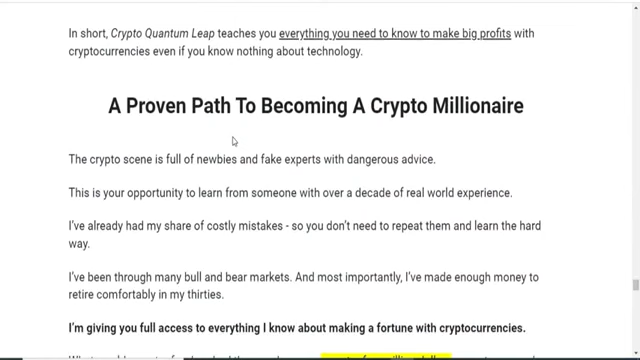 In short, Crypto Quantum Leap teaches you everything you need to know to make big profits with
cryptocurrencies even if you know nothing about technology.
A Proven Path To Becoming A Crypto Millionaire
The crypto scene is full of newbies and fake experts with dangerous advice.
This is your opportunity to learn from someone with over a decade of real world experience.
I've already had my share of costly mistakes - so you don't need to repeat them and learn the hard
way.
I've been through many bull and bear markets. And most importantly, I've made enough money to
retire comfortably in my thirties.
I'm giving you full access to everything I know about making a fortune with cryptocurrencies.